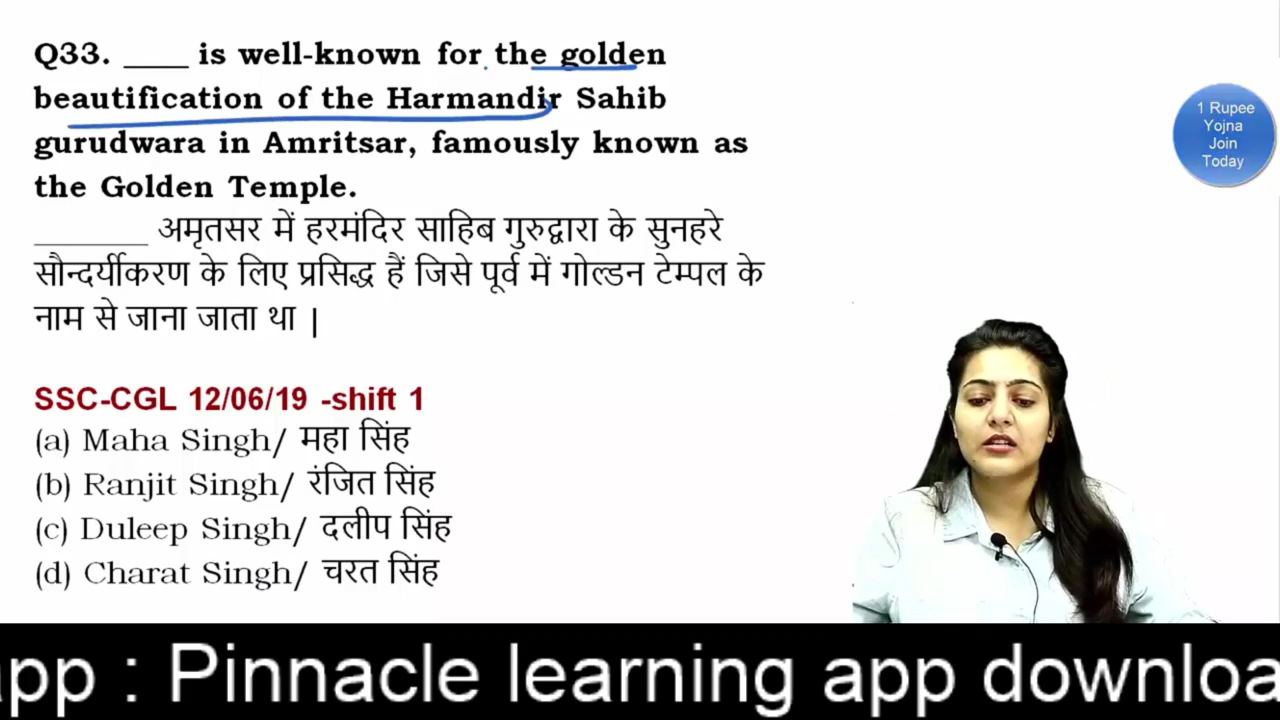 Q33. ____ is well-known for the golden
beautification of the Harmandir Sahib
gurudwara in Amritsar, famously known as
the Golden Temple.
_______ अमृतसर में हरमंदिर साहिब गुरुद्वारा के सुनहरे
सौन्दर्यीकरण के लिए प्रसिद्ध हैं जिसे पूर्व में गोल्डन टेम्पल के
नाम से जाना जाता था |
SSC-CGL 12/06/19 -shift 1
(a) Maha Singh/ महा सिंह
(b) Ranjit Singh/ रंजित सिंह
(c) Duleep Singh/ दलीप सिंह
(d) Charat Singh/ चरत सिंह
1 Rupee
Yojna
Join
Today
app : Pinnacle learning app downloa